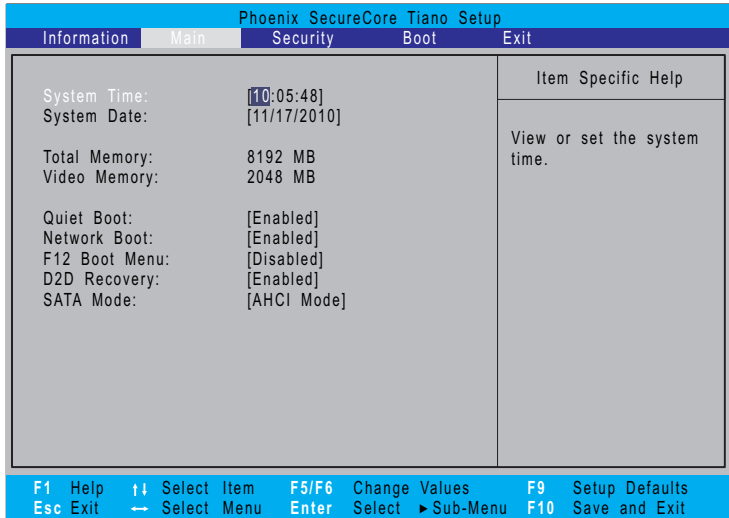 Phoenix SecureCore Tiano Setup
Information Main Security Boot Exit
System Time: [10:05:48]
System Date: [11/17/2010]
Total Memory: 8192 MB
Video Memory: 2048 MB
Quiet Boot: [Enabled]
Network Boot: [Enabled]
F12 Boot Menu: [Disabled]
D2D Recovery: [Enabled]
SATA Mode: [AHCI Mode]
Item Specific Help
View or set the system
time.
F1 Help ↑↓ Select Item F5/F6 Change Values F9 Setup Defaults
Esc Exit ↔ Select Menu Enter Select ►Sub-Menu F10 Save and Exit